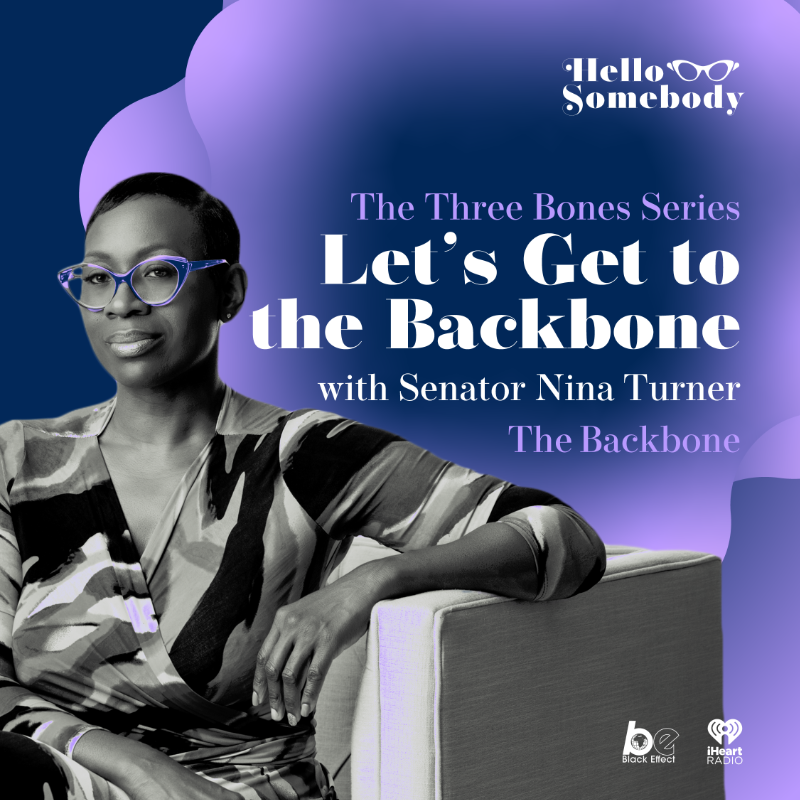 Hello
Somebody
The Three Bones Series
Let's Get to
the Backbone
with Senator Nina Turner
The Backbone
be
Black Effect
iHeart
RADIO